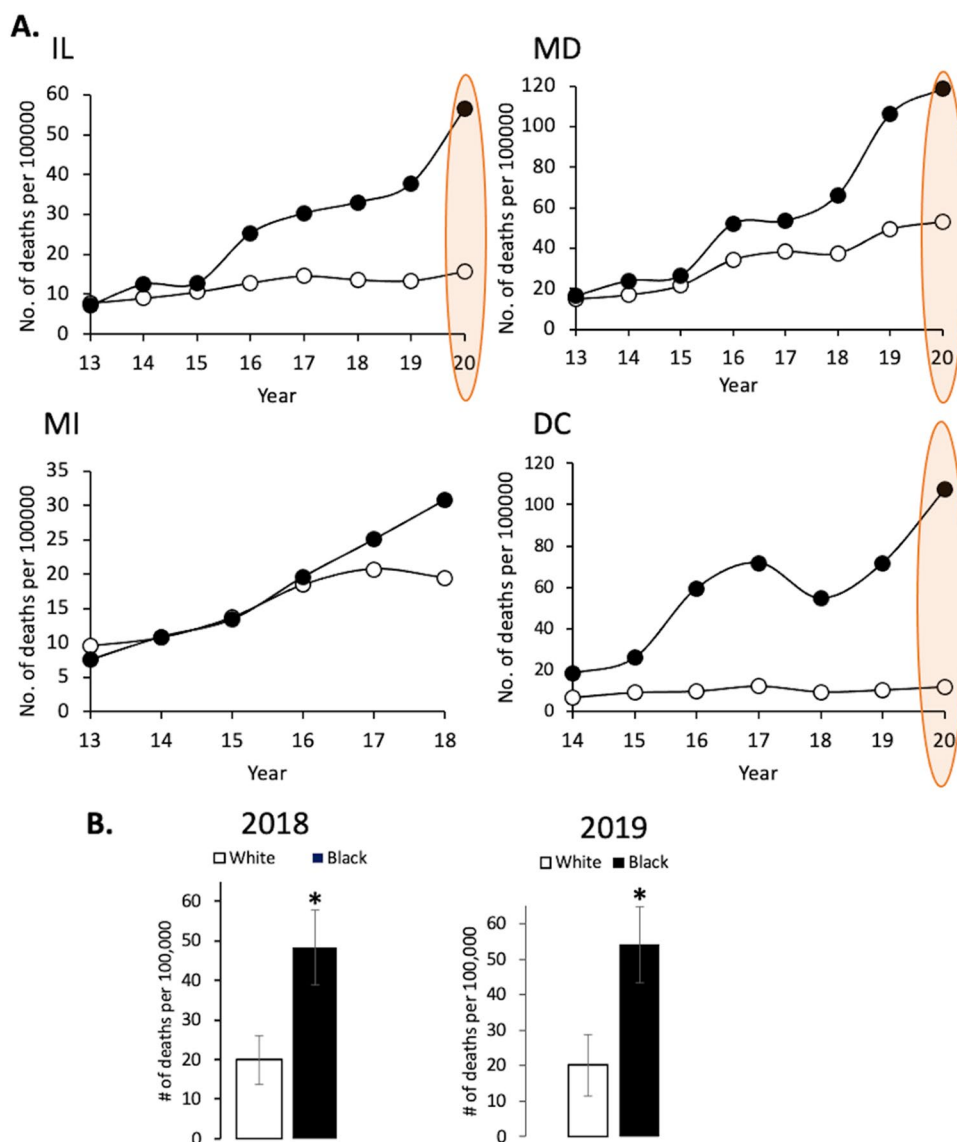 A.
IL
No. of deaths per 100000
60
50
40
30
20
10
0
13 14 15 16 17 18 19 20
Year
MD
No. of deaths per 100000
120
100
80
60
40
20
0
13 14 15 16 17 18 19 20
Year
MI
No. of deaths per 100000
35
30
25
20
15
10
5
0
13 14 15 16 17 18
Year
DC
No. of deaths per 100000
120
100
80
60
40
20
0
14 15 16 17 18 19 20
Year
B.
2018
White Black
# of deaths per 100,000
60
50
40
30
20
10
0
*
2019
White Black
# of deaths per 100,000
60
50
40
30
20
10
0
*